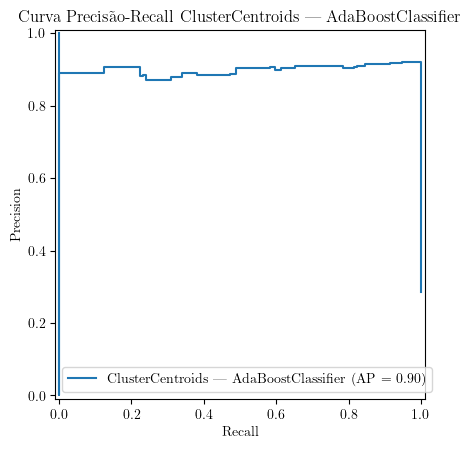 Curva Precisão-Recall ClusterCentroids — AdaBoostClassifier
1.0
0.8
0.6
0.4
0.2
0.0
Precision
ClusterCentroids — AdaBoostClassifier (AP = 0.90)
0.0 0.2 0.4 0.6 0.8 1.0
Recall